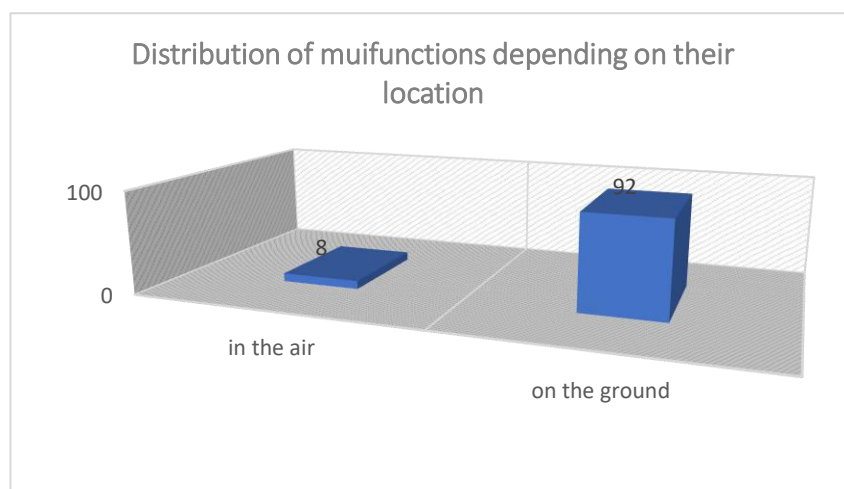 Distribution of muifunctions depending on their
location
100
0
8
92
in the air
on the ground